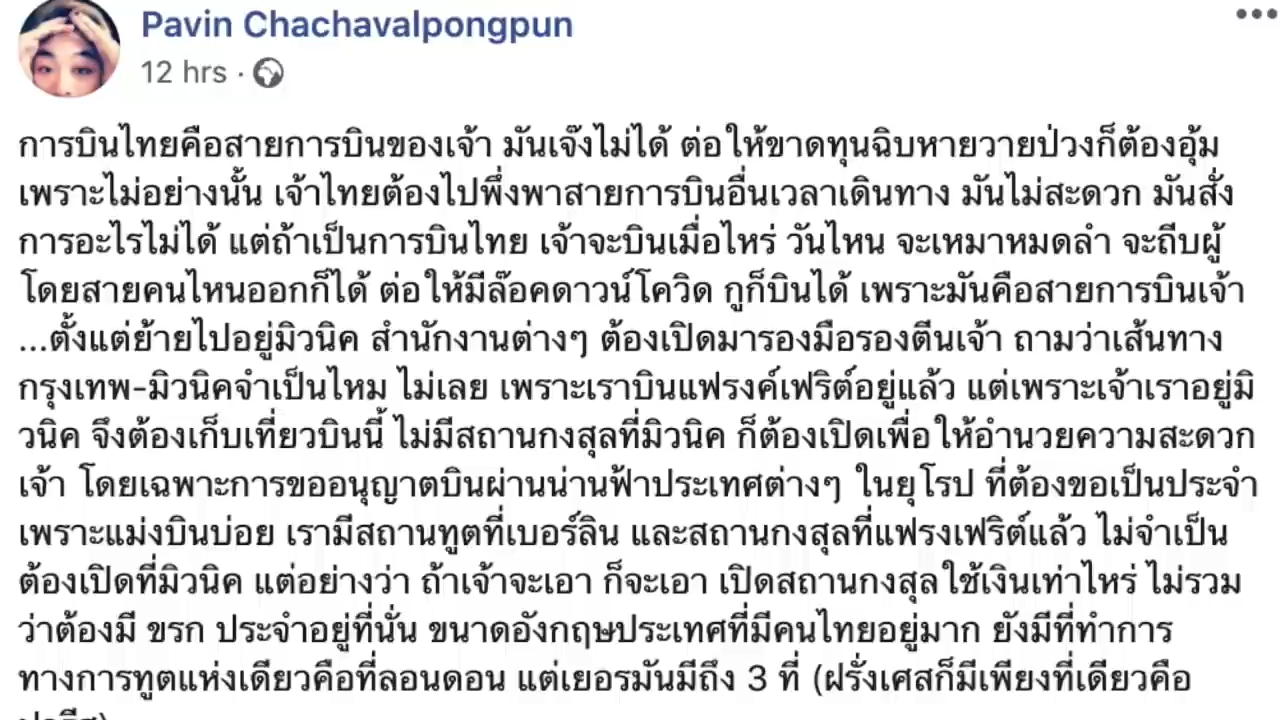 Pavin Chachavalpongpun
12 hrs ·
การบินไทยคือสายการบินของเจ้า มันเจ๊งไม่ได้ ต่อให้ขาดทุนฉิบหายวายป่วงก็ต้องอุ้ม
เพราะไม่อย่างนั้น เจ้าไทยต้องไปพึ่งพาสายการบินอื่นเวลาเดินทาง มันไม่สะดวก มันสั่ง
การอะไรไม่ได้ แต่ถ้าเป็นการบินไทย เจ้าจะบินเมื่อไหร่ วันไหน จะเหมาหมดลำ จะถีบผู้
โดยสายคนไหนออกก็ได้ ต่อให้มีล๊อคดาวน์โควิด กูก็บินได้ เพราะมันคือสายการบินเจ้า
...ตั้งแต่ย้ายไปอยู่มิวนิค สำนักงานต่างๆ ต้องเปิดมารองมือรองตีนเจ้า ถามว่าเส้นทาง
กรุงเทพ-มิวนิคจำเป็นไหม ไม่เลย เพราะเราบินแฟรงค์เฟริต์อยู่แล้ว แต่เพราะเจ้าเราอยู่มิ
วนิค จึงต้องเก็บเที่ยวบินนี้ ไม่มีสถานกงสุลที่มิวนิค ก็ต้องเปิดเพื่อให้อำนวยความสะดวก
เจ้า โดยเฉพาะการขออนุญาตบินผ่านน่านฟ้าประเทศต่างๆ ในยุโรป ที่ต้องขอเป็นประจำ
เพราะแม่งบินบ่อย เรามีสถานทูตที่เบอร์ลิน และสถานกงสุลที่แฟรงเฟริต์แล้ว ไม่จำเป็น
ต้องเปิดที่มิวนิค แต่อย่างว่า ถ้าเจ้าจะเอา ก็จะเอา เปิดสถานกงสุลใช้เงินเท่าไหร่ ไม่รวม
ว่าต้องมี ขรก ประจำอยู่ที่นั่น ขนาดอังกฤษประเทศที่มีคนไทยอยู่มาก ยังมีที่ทำการ
ทางการทูตแห่งเดียวคือที่ลอนดอน แต่เยอรมันมีถึง 3 ที่ (ฝรั่งเศสก็มีเพียงที่เดียวคือ